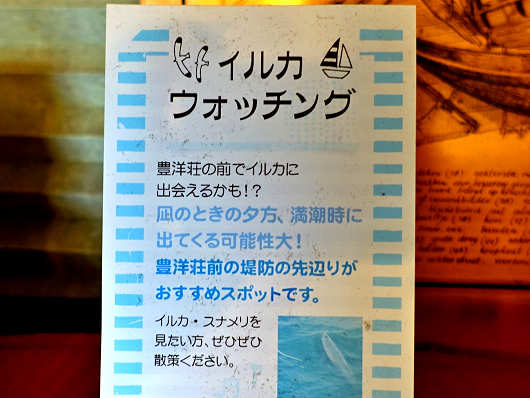 イルカ
ウォッチング
豊洋荘の前でイルカに
出会えるかも!?
凪のときの夕方、満潮時に
出てくる可能性大!
豊洋荘前の堤防の先辺りが
おすすめスポットです。
イルカ・スナメリを
見たい方、ぜひぜひ
散策ください。